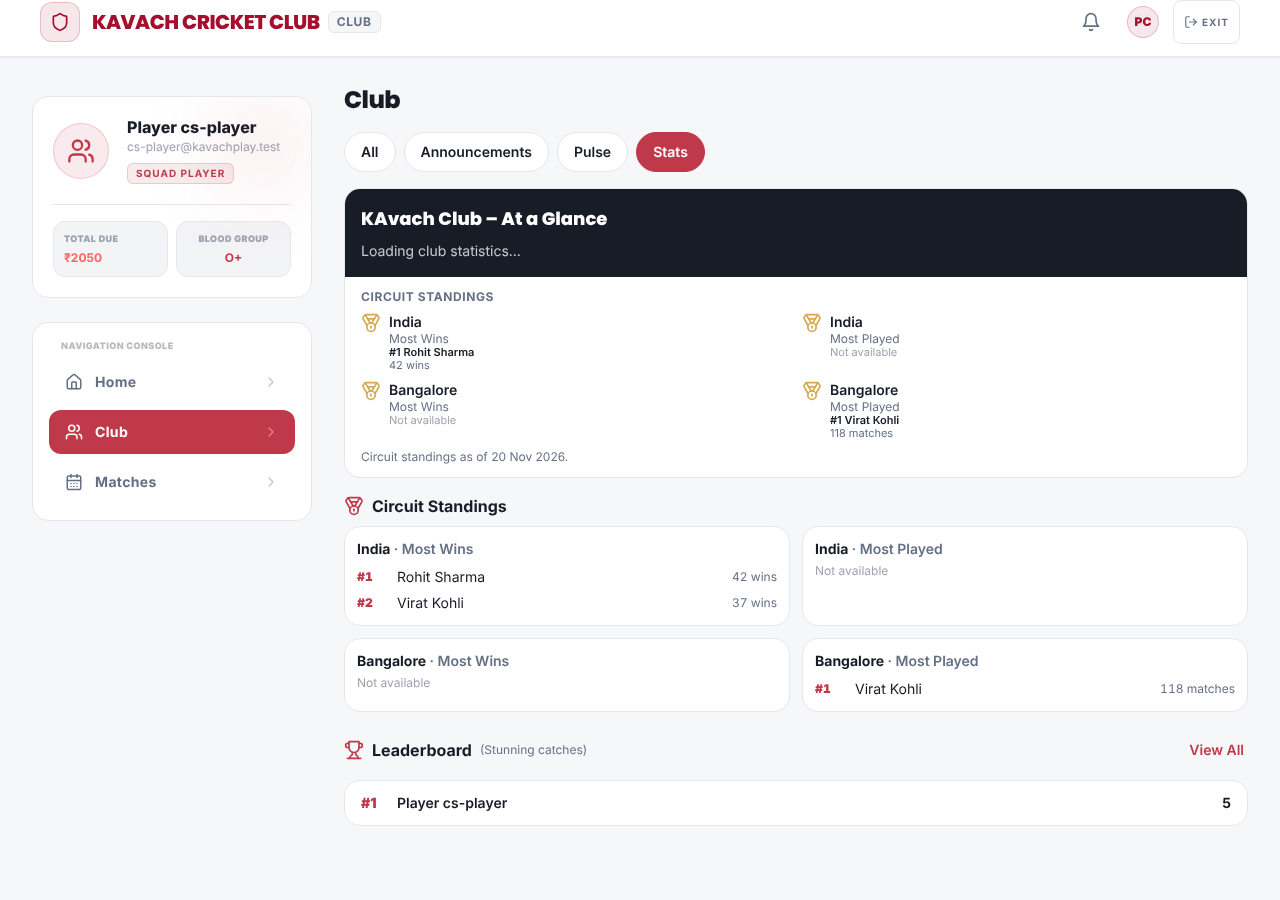 KAVACH CRICKET CLUB CLUB
PC
EXIT
Player cs-player
cs-player@kavachplay.test
SQUAD PLAYER
TOTAL DUE
₹2050
BLOOD GROUP
O+
NAVIGATION CONSOLE
Home
Club
Matches
Club
All
Announcements
Pulse
Stats
KAvach Club – At a Glance
Loading club statistics...
CIRCUIT STANDINGS
India
Most Wins
#1 Rohit Sharma
42 wins
India
Most Played
Not available
Bangalore
Most Wins
Not available
Bangalore
Most Played
#1 Virat Kohli
118 matches
Circuit standings as of 20 Nov 2026.
Circuit Standings
India · Most Wins
#1 Rohit Sharma 42 wins
#2 Virat Kohli 37 wins
India · Most Played
Not available
Bangalore · Most Wins
Not available
Bangalore · Most Played
#1 Virat Kohli 118 matches
Leaderboard (Stunning catches) View All
#1 Player cs-player 5